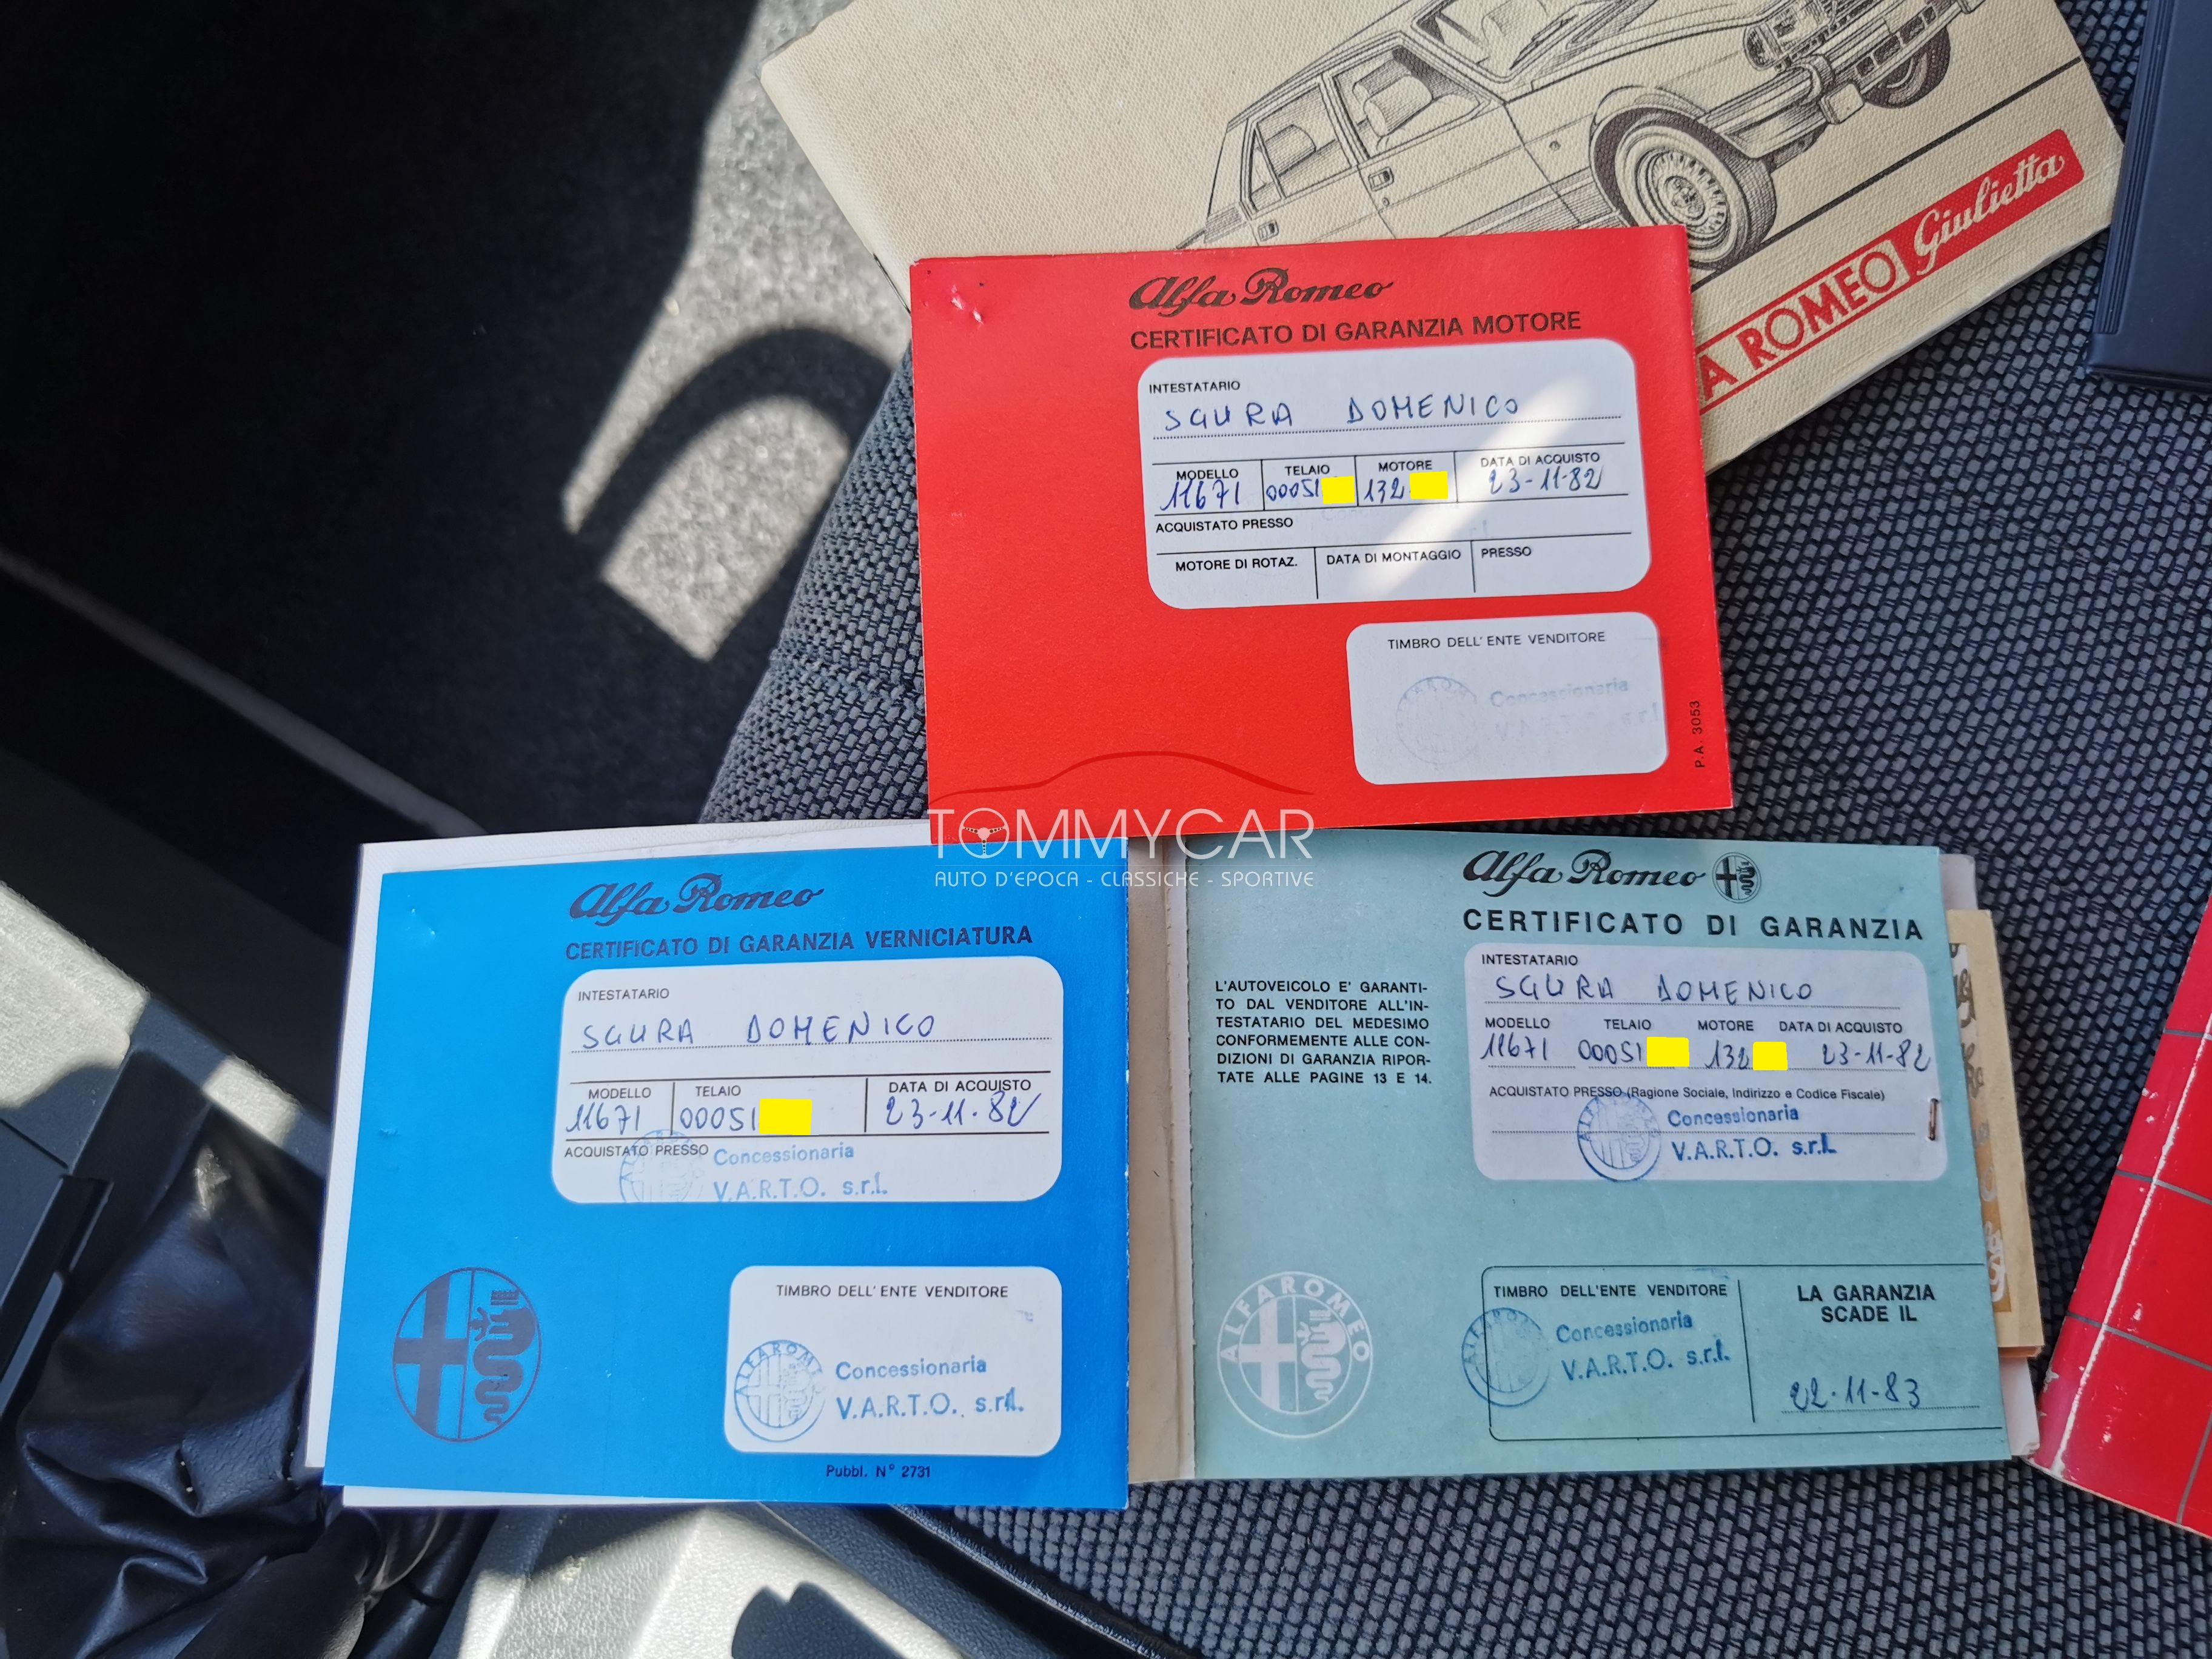 A ROMEO Giulietta
Alfa Romeo
CERTIFICATO DI GARANZIA MOTORE
INTESTATARIO
SGURA DOMENICO
MODELLO TELAIO MOTORE DATA DI ACQUISTO
11671 00051 132 23-11-82
ACQUISTATO PRESSO
MOTORE DI ROTAZ. DATA DI MONTAGGIO PRESSO
TIMBRO DELL'ENTE VENDITORE
Concessionaria
V.A.R.T.O. s.r.l.
P.A. 3053
TOMMYCAR
AUTO D'EPOCA - CLASSICHE - SPORTIVE
Alfa Romeo
CERTIFICATO DI GARANZIA VERNICIATURA
INTESTATARIO
SGURA DOMENICO
MODELLO TELAIO DATA DI ACQUISTO
11671 00051 23-11-82
ACQUISTATO PRESSO Concessionaria
V.A.R.T.O. s.r.l.
TIMBRO DELL'ENTE VENDITORE
ALFAROMEO
Concessionaria
V.A.R.T.O. s.r.l.
Pubbl. N° 2731
L'AUTOVEICOLO E' GARANTI-
TO DAL VENDITORE ALL'IN-
TESTATARIO DEL MEDESIMO
CONFORMEMENTE ALLE CON-
DIZIONI DI GARANZIA RIPOR-
TATE ALLE PAGINE 13 E 14.
ALFAROMEO
Alfa Romeo
CERTIFICATO DI GARANZIA
INTESTATARIO
SGURA DOMENICO
MODELLO TELAIO MOTORE DATA DI ACQUISTO
11671 00051 132 23-11-82
ACQUISTATO PRESSO (Ragione Sociale, Indirizzo e Codice Fiscale)
Concessionaria
V.A.R.T.O. s.r.l.
TIMBRO DELL'ENTE VENDITORE
Concessionaria
V.A.R.T.O. s.r.l.
LA GARANZIA
SCADE IL
22-11-83